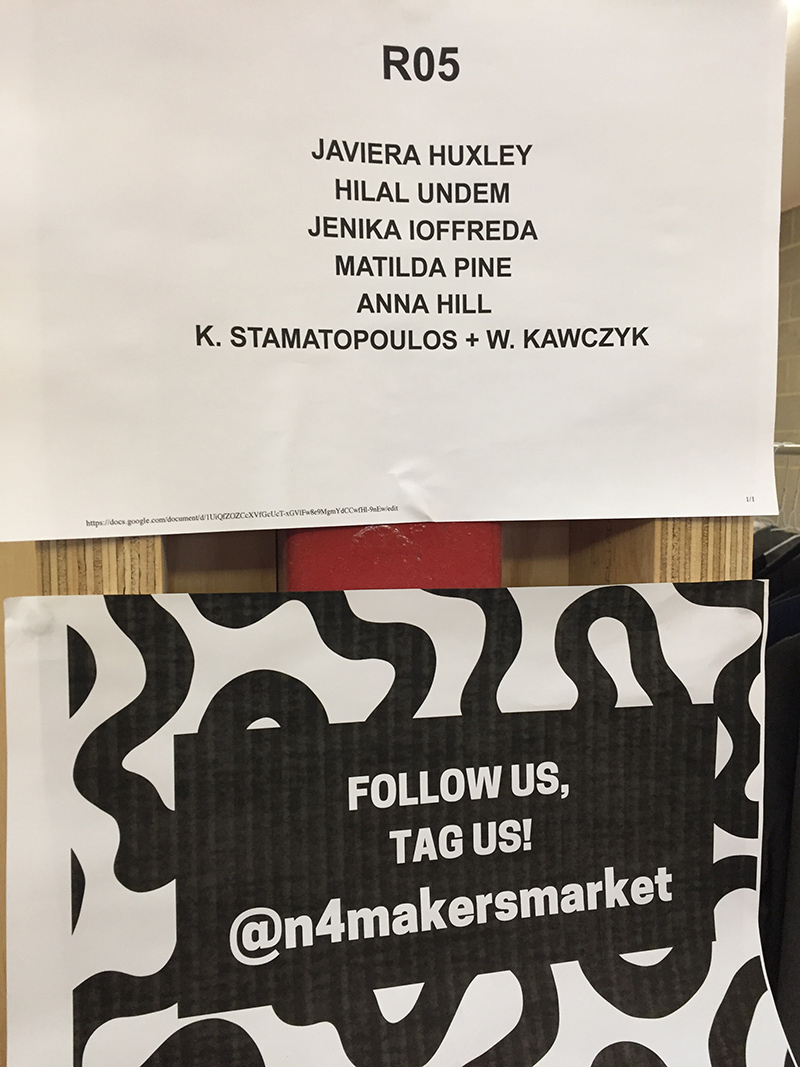 R05
JAVIERA HUXLEY
HILAL UNDEM
JENIKA IOFFREDA
MATILDA PINE
ANNA HILL
K. STAMATOPOULOS + W. KAWCZYK
1/1
FOLLOW US,
TAG US!
@n4makersmarket